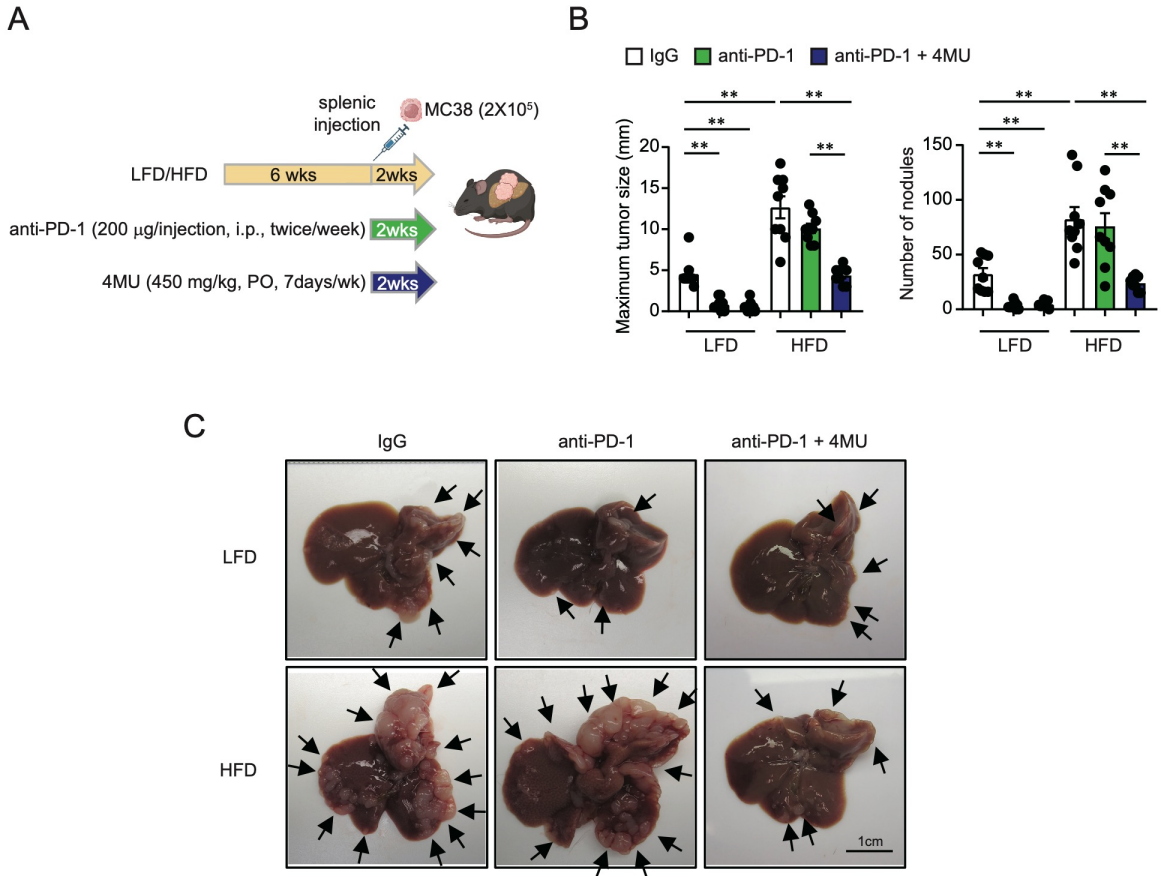 A
splenic
injection
MC38 (2X10⁵)
LFD/HFD
6 wks
2wks
anti-PD-1 (200 μg/injection, i.p., twice/week)
2wks
4MU (450 mg/kg, PO, 7days/wk)
2wks
B
IgG
anti-PD-1
anti-PD-1 + 4MU
Maximum tumor size (mm)
20
15
10
5
0
**
**
**
**
**
LFD
HFD
Number of nodules
150
100
50
0
**
**
**
**
**
LFD
HFD
C
IgG
anti-PD-1
anti-PD-1 + 4MU
LFD
HFD
1cm